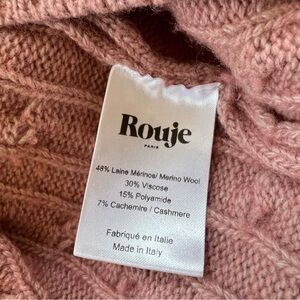 Rouje
PARIS
48% Laine Mérinos/ Merino Wool
30% Viscose
15% Polyamide
7% Cachemire / Cashmere
Fabriqué en Italie
Made in Italy